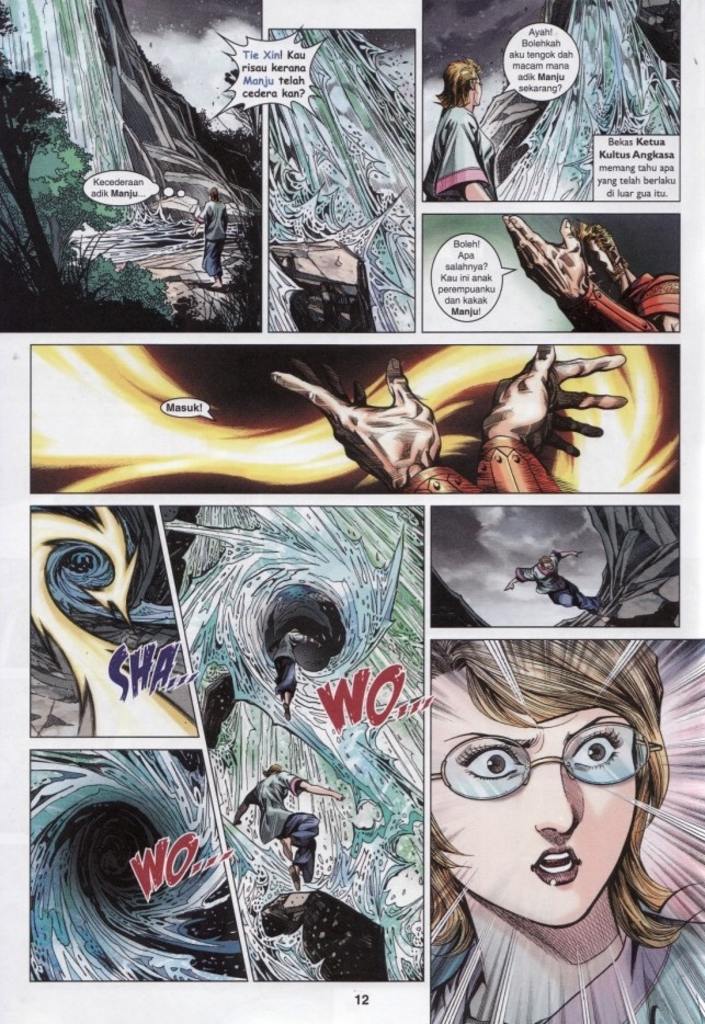 Tie Xin! Kau
risau kerana
Manju telah
cedera kan?
Kecederaan
adik Manju...
Ayah!
Bolehkah
aku tengok dah
macam mana
adik Manju
sekarang?
Bekas Ketua
Kultus Angkasa
memang tahu apa
yang telah berlaku
di luar gua itu.
Boleh!
Apa
salahnya?
Kau ini anak
perempuanku
dan kakak
Manju!
Masuk!
SHA...
WO...
WO...
12